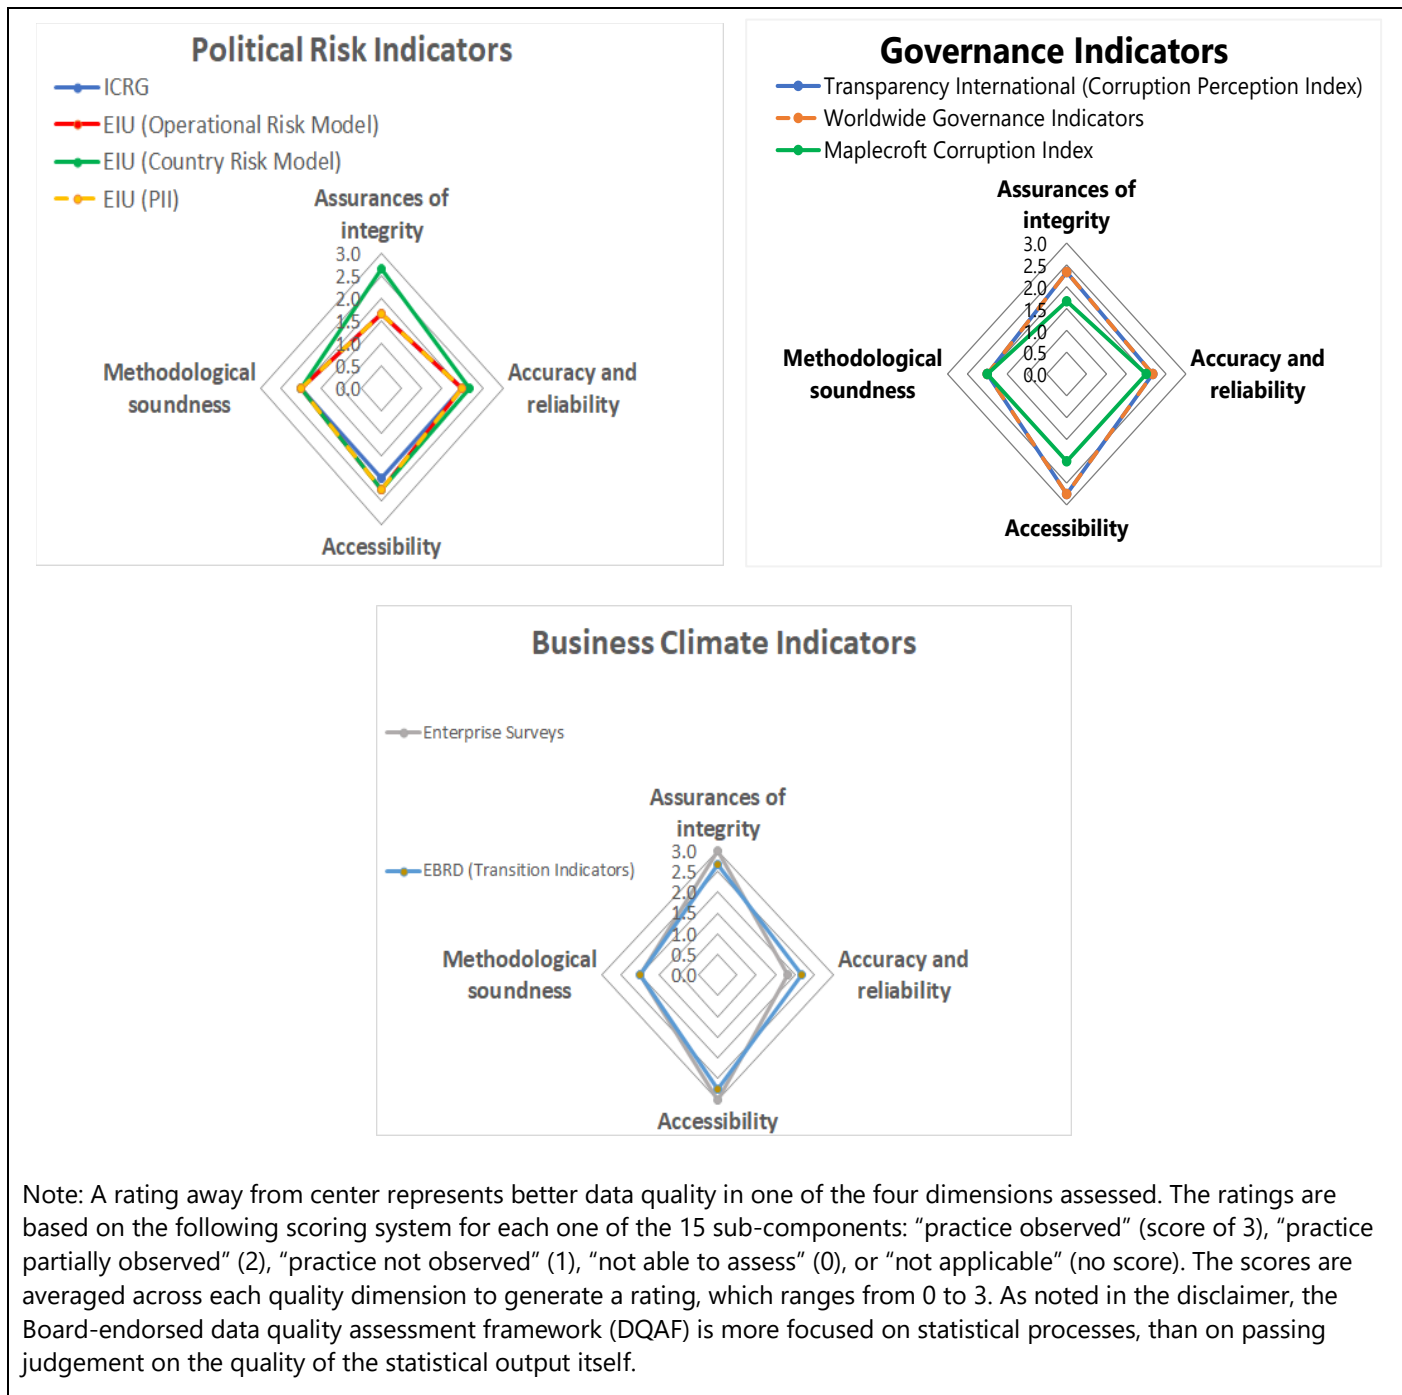 Political Risk Indicators
ICRG
EIU (Operational Risk Model)
EIU (Country Risk Model)
EIU (PII)
Assurances of
integrity
3.0
2.5
2.0
1.5
1.0
0.5
0.0
Methodological
soundness
Accuracy and
reliability
Accessibility
Governance Indicators
Transparency International (Corruption Perception Index)
Worldwide Governance Indicators
Maplecroft Corruption Index
Assurances of
integrity
3.0
2.5
2.0
1.5
1.0
0.5
0.0
Methodological
soundness
Accuracy and
reliability
Accessibility
Business Climate Indicators
Enterprise Surveys
EBRD (Transition Indicators)
Assurances of
integrity
3.0
2.5
2.0
1.5
1.0
0.5
0.0
Methodological
soundness
Accuracy and
reliability
Accessibility
Note: A rating away from center represents better data quality in one of the four dimensions assessed. The ratings are
based on the following scoring system for each one of the 15 sub-components: “practice observed” (score of 3), “practice
partially observed” (2), “practice not observed” (1), “not able to assess” (0), or “not applicable” (no score). The scores are
averaged across each quality dimension to generate a rating, which ranges from 0 to 3. As noted in the disclaimer, the
Board-endorsed data quality assessment framework (DQAF) is more focused on statistical processes, than on passing
judgement on the quality of the statistical output itself.